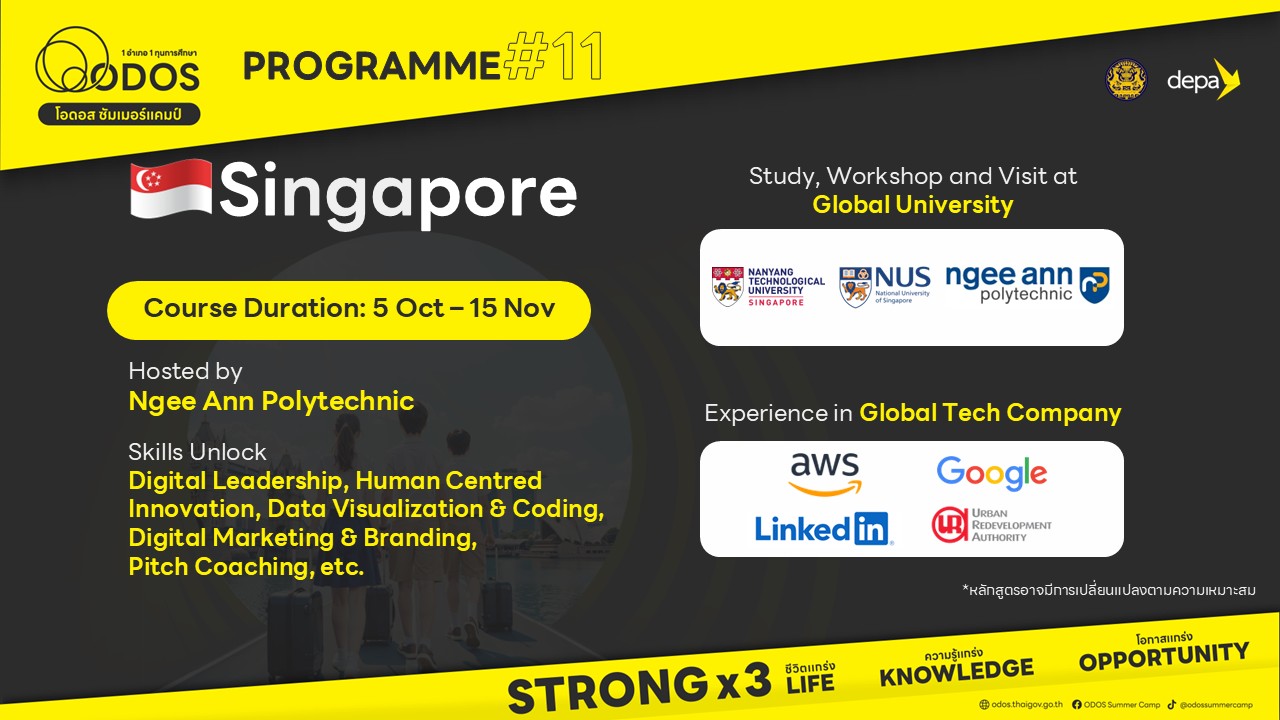 1 อำเภอ 1 ทุนการศึกษา
ODOS
โอดอส ซัมเมอร์แคมป์
PROGRAMME #11
depa
Singapore
Course Duration: 5 Oct – 15 Nov
Hosted by
Ngee Ann Polytechnic
Skills Unlock
Digital Leadership, Human Centred
Innovation, Data Visualization & Coding,
Digital Marketing & Branding,
Pitch Coaching, etc.
Study, Workshop and Visit at
Global University
NANYANG
TECHNOLOGICAL
UNIVERSITY
SINGAPORE
NUS
National University
of Singapore
ngee ann
polytechnic
Experience in Global Tech Company
aws
Google
LinkedIn
URBAN
REDEVELOPMENT
AUTHORITY
*หลักสูตรอาจมีการเปลี่ยนแปลงตามความเหมาะสม
STRONG x 3
ชีวิตแกร่ง
LIFE
ความรู้แกร่ง
KNOWLEDGE
โอกาสแกร่ง
OPPORTUNITY
odos.thaigov.go.th
ODOS Summer Camp
@odossummercamp